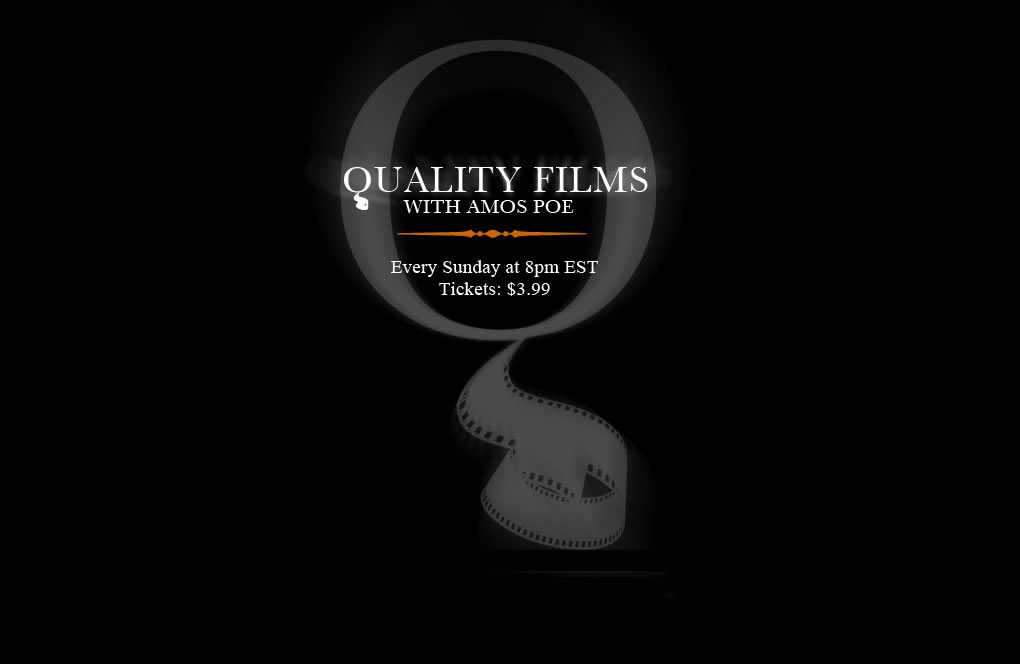 QUALITY FILMS
WITH AMOS POE
Every Sunday at 8pm EST
Tickets: $3.99